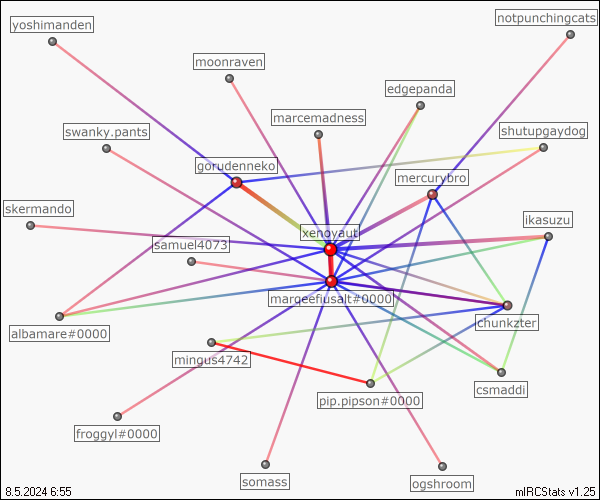 yoshimanden
notpunchingcats
moonraven
edgepanda
marcemadness
swanky.pants
shutupgaydog
gorudenneko
mercurybro
skermando
xenoyaut
ikasuzu
samuel4073
margeefiusalt#0000
albamare#0000
chunkzter
mingus4742
csmaddi
pip.pipson#0000
froggyl#0000
somass
ogshroom
8.5.2024 6:55
mIRCStats v1.25